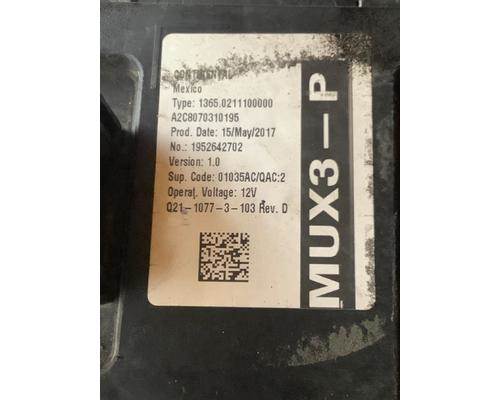 CONTINENTAL
Mexico
Type: 1365.0211100000
A2C8070310195
Prod. Date: 15/May/2017
No.: 1952642702
Version: 1.0
Sup. Code: 01035AC/QAC:2
Operat. Voltage: 12V
Q21-1077-3-103 Rev. D
MUX3-P